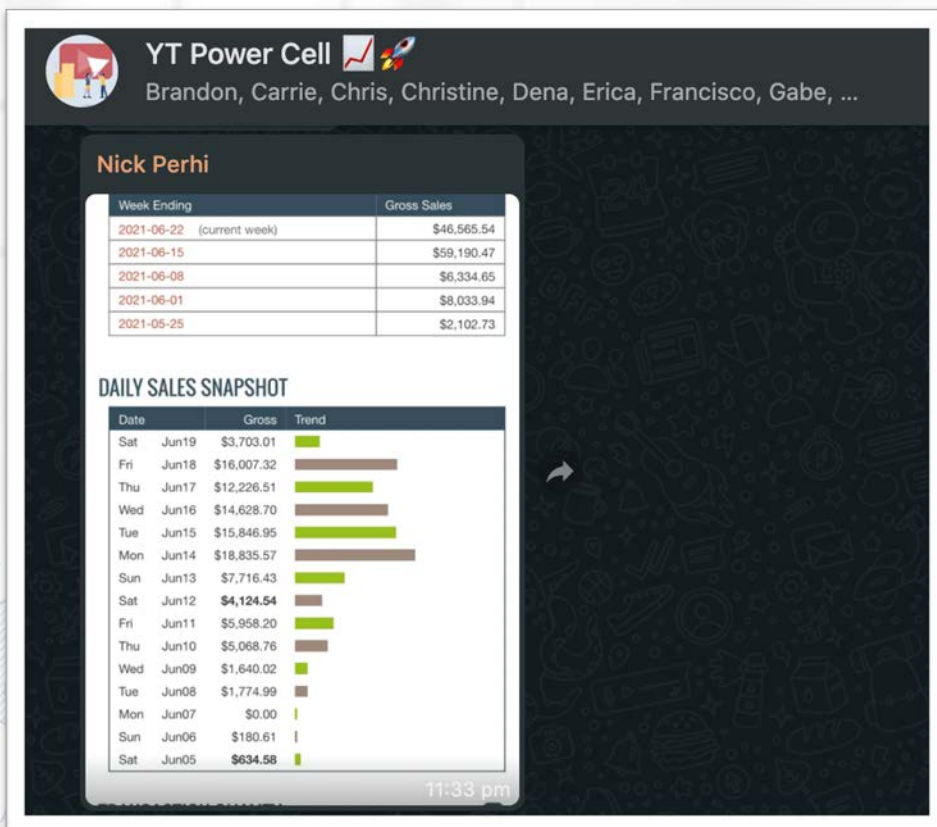 YT Power Cell 📈🚀
Brandon, Carrie, Chris, Christine, Dena, Erica, Francisco, Gabe, ...
Nick Perhi
Week Ending Gross Sales
2021-06-22 (current week) $46,565.54
2021-06-15 $59,190.47
2021-06-08 $6,334.65
2021-06-01 $8,033.94
2021-05-25 $2,102.73
DAILY SALES SNAPSHOT
Date Gross Trend
Sat Jun19 $3,703.01
Fri Jun18 $16,007.32
Thu Jun17 $12,226.51
Wed Jun16 $14,628.70
Tue Jun15 $15,846.95
Mon Jun14 $18,835.57
Sun Jun13 $7,716.43
Sat Jun12 $4,124.54
Fri Jun11 $5,958.20
Thu Jun10 $5,068.76
Wed Jun09 $1,640.02
Tue Jun08 $1,774.99
Mon Jun07 $0.00
Sun Jun06 $180.61
Sat Jun05 $634.58
11:33 pm